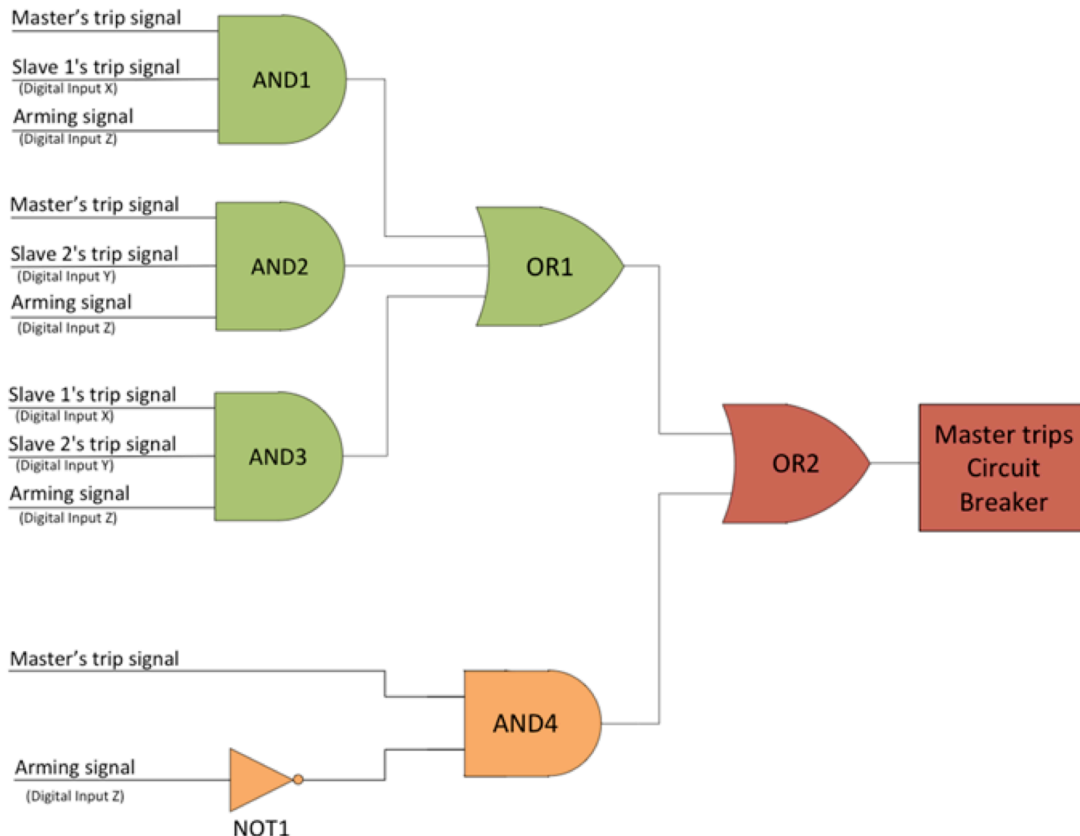 Master’s trip signal
Slave 1's trip signal
(Digital Input X)
Arming signal
(Digital Input Z)
AND1
Master’s trip signal
Slave 2's trip signal
(Digital Input Y)
Arming signal
(Digital Input Z)
AND2
OR1
Slave 1's trip signal
(Digital Input X)
Slave 2's trip signal
(Digital Input Y)
Arming signal
(Digital Input Z)
AND3
OR2
Master trips
Circuit
Breaker
Master’s trip signal
AND4
Arming signal
(Digital Input Z)
NOT1